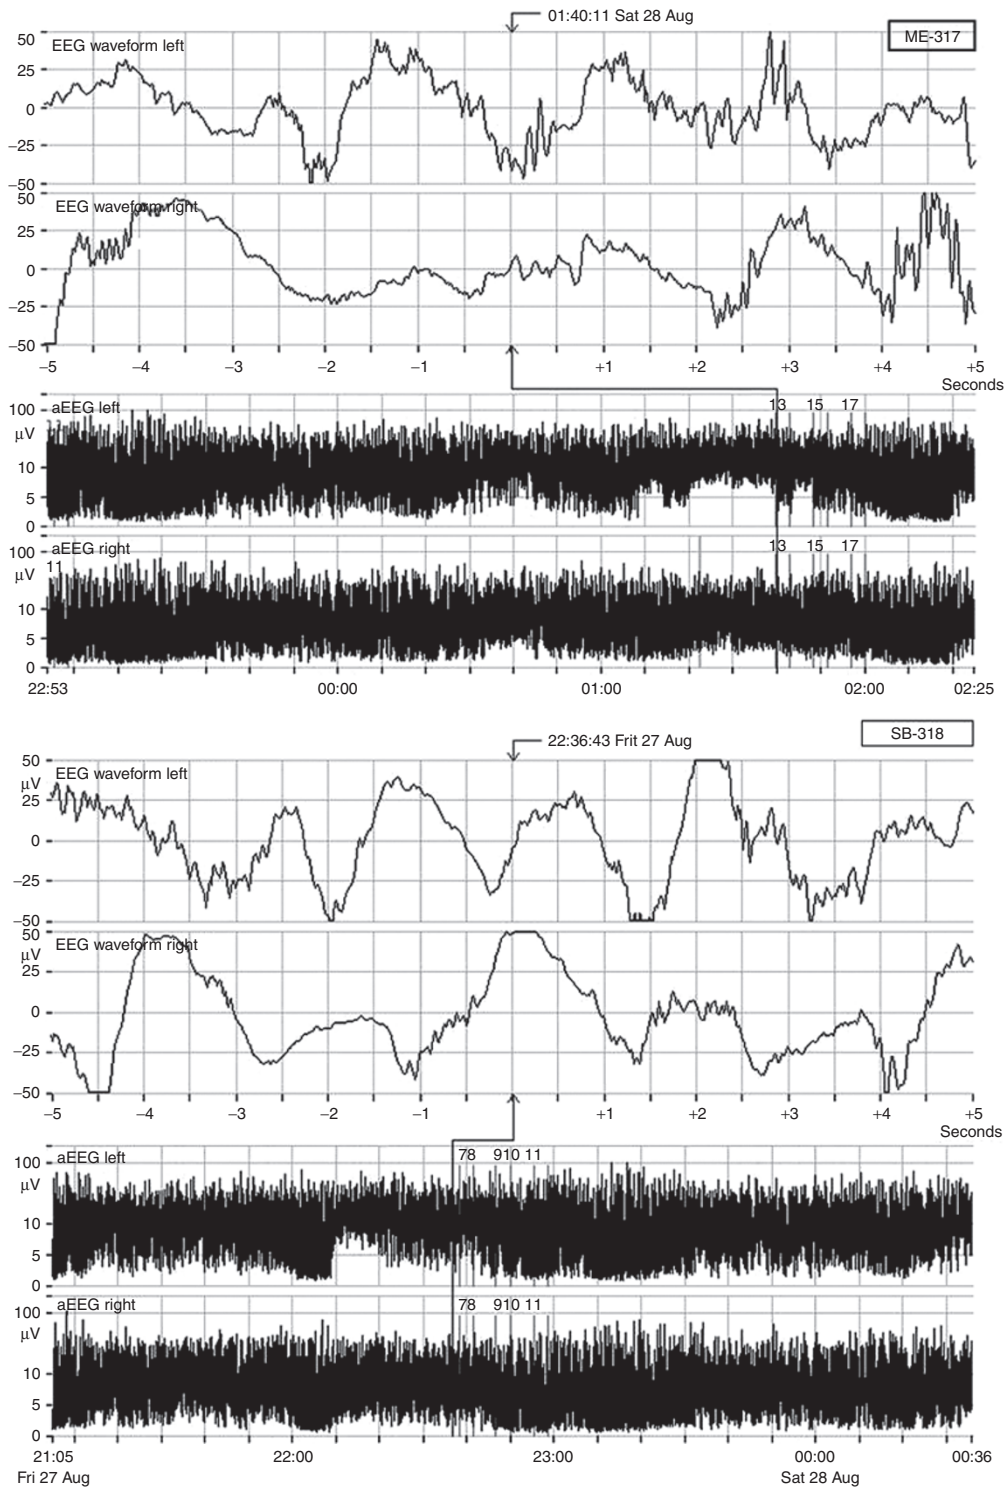 01:40:11 Sat 28 Aug
ME-317
EEG waveform left
50
25
0
−25
−50
EEG waveform right
50
25
0
−25
−50
−5 −4 −3 −2 −1 +1 +2 +3 +4 +5
Seconds
aEEG left
13 15 17
100
µV
10
5
0
aEEG right
13 15 17
100
µV 11
10
5
0
22:53 00:00 01:00 02:00 02:25
SB-318
22:36:43 Frit 27 Aug
EEG waveform left
50
µV
25
0
−25
−50
EEG waveform right
50
µV
25
0
−25
−50
−5 −4 −3 −2 −1 +1 +2 +3 +4 +5
Seconds
aEEG left
78 910 11
100
µV
10
5
0
aEEG right
78 910 11
100
µV
10
5
0
21:05 22:00 23:00 00:00 00:36
Fri 27 Aug Sat 28 Aug